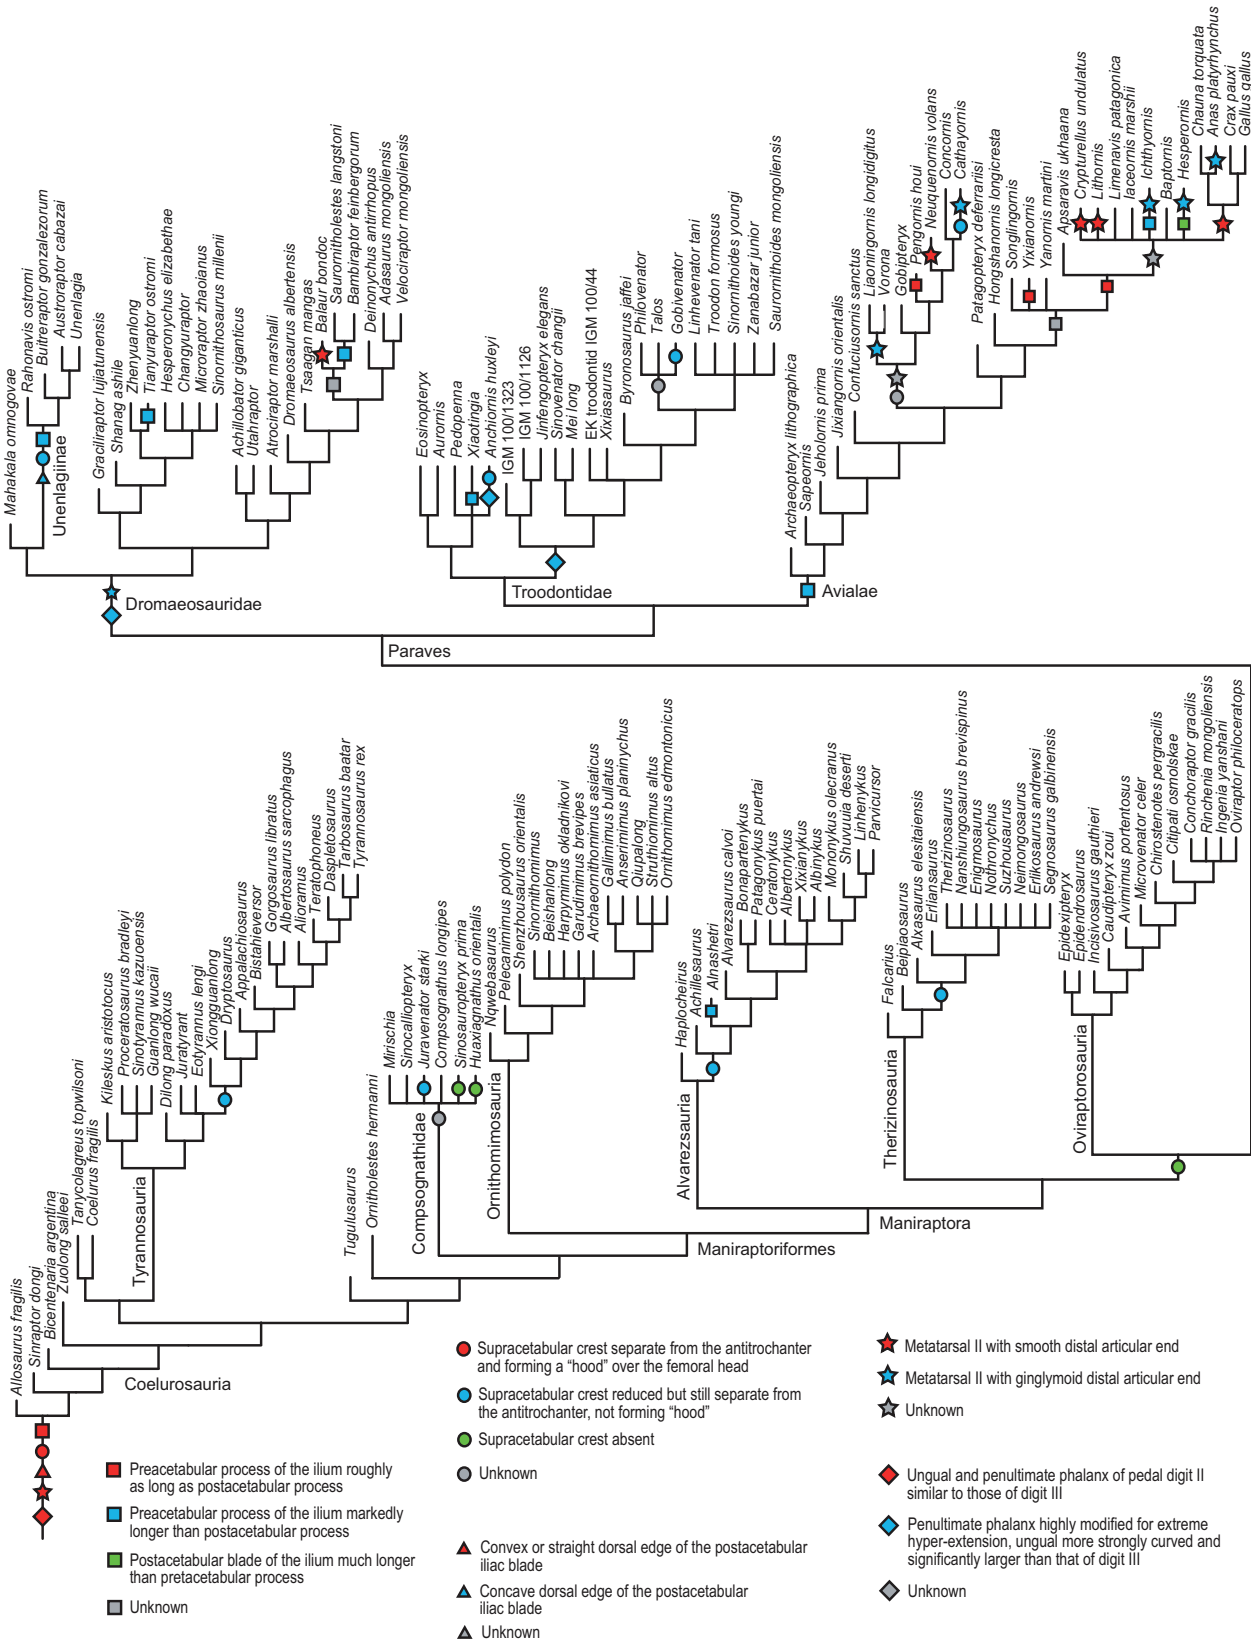 Mahakala omnogovae
Rahonavis ostromi
Buitreraptor gonzalezorum
Austroraptor cabazai
Unenlagia
Unenlagiinae
Graciliraptor lujiatunensis
Shanag ashile
Zhenyuanlong
Tianyuraptor ostromi
Hesperonychus elizabethae
Changyuraptor
Microraptor zhaoianus
Sinornithosaurus millenii
Achillobator giganticus
Utahraptor
Atrociraptor marshalli
Dromaeosaurus albertensis
Tsaagan mangas
Balaur bondoc
Saurornitholestes langstoni
Bambiraptor feinbergorum
Deinonychus antirrhopus
Adasaurus mongoliensis
Velociraptor mongoliensis
Dromaeosauridae
Eosinopteryx
Aurornis
Pedopenna
Xiaotingia
Anchiornis huxleyi
IGM 100/1323
IGM 100/1126
Jinfengopteryx elegans
Sinovenator changii
Mei long
EK troodontid IGM 100/44
Xixiasaurus
Byronosaurus jaffei
Philovenator
Talos
Gobivenator
Linhevenator tani
Troodon formosus
Sinornithoides youngi
Zanabazar junior
Saurornithoides mongoliensis
Troodontidae
Archaeopteryx lithographica
Sapeornis
Jeholornis prima
Jixiangornis orientalis
Confuciusornis sanctus
Liaoningornis longidigitus
Vorona
Gobipteryx
Pengornis houi
Neuquenornis volans
Concornis
Cathayornis
Patagopteryx deferrariisi
Hongshanornis longicresta
Songlingornis
Yixianornis
Yanornis martini
Apsaravis ukhaana
Crypturellus undulatus
Lithornis
Limenavis patagonica
Iaceornis marshii
Ichthyornis
Baptornis
Hesperornis
Chauna torquata
Anas platyrhynchus
Crax pauxi
Gallus gallus
Avialae
Paraves
Allosaurus fragilis
Sinraptor dongi
Bicentenaria argentina
Zuolong salleei
Tanycolagreus topwilsoni
Coelurus fragilis
Kileskus aristotocus
Proceratosaurus bradleyi
Sinotyrannus kazuoensis
Guanlong wucaii
Dilong paradoxus
Juratyrant
Eotyrannus lengi
Xiongguanlong
Dryptosaurus
Appalachiosaurus
Bistahieversor
Gorgosaurus libratus
Albertosaurus sarcophagus
Alioramus
Teratophoneus
Daspletosaurus
Tarbosaurus baatar
Tyrannosaurus rex
Tyrannosauria
Tugulusaurus
Ornitholestes hermanni
Mirischia
Sinocalliopteryx
Juravenator starki
Compsognathus longipes
Sinosauropteryx prima
Huaxiagnathus orientalis
Compsognathidae
Nqwebasaurus
Pelecanimimus polydon
Shenzhousaurus orientalis
Sinornithomimus
Beishanlong
Harpymimus okladnikovi
Garudimimus brevipes
Archaeornithomimus asiaticus
Gallimimus bullatus
Anserimimus planinychus
Qiupalong
Struthiomimus altus
Ornithomimus edmontonicus
Ornithomimosauria
Haplocheirus
Achillesaurus
Alnashetri
Alvarezsaurus calvoi
Bonapartenykus
Patagonykus puertai
Ceratonykus
Albertonykus
Xixianykus
Albinykus
Mononykus olecranus
Shuvuuia deserti
Linhenykus
Parvicursor
Alvarezsauria
Falcarius
Beipiaosaurus
Alxasaurus elesitaiensis
Erliansaurus
Therizinosaurus
Nanshiungosaurus brevispinus
Enigmosaurus
Nothronychus
Suzhousaurus
Neimongosaurus
Erlikosaurus andrewsi
Segnosaurus galbinensis
Therizinosauria
Epidexipteryx
Epidendrosaurus
Incisivosaurus gauthieri
Caudipteryx zoui
Avimimus portentosus
Microvenator celer
Chirostenotes pergracilis
Citipati osmolskae
Conchoraptor gracilis
Rinchenia mongoliensis
Ingenia yanshani
Oviraptor philoceratops
Oviraptorosauria
Maniraptora
Maniraptoriformes
Coelurosauria
Preacetabular process of the ilium roughly
as long as postacetabular process
Preacetabular process of the ilium markedly
longer than postacetabular process
Postacetabular blade of the ilium much longer
than pretacetabular process
Unknown
Supracetabular crest separate from the antitrochanter
and forming a “hood” over the femoral head
Supracetabular crest reduced but still separate from
the antitrochanter, not forming “hood”
Supracetabular crest absent
Unknown
Convex or straight dorsal edge of the postacetabular
iliac blade
Concave dorsal edge of the postacetabular
iliac blade
Unknown
Metatarsal II with smooth distal articular end
Metatarsal II with ginglymoid distal articular end
Unknown
Ungual and penultimate phalanx of pedal digit II
similar to those of digit III
Penultimate phalanx highly modified for extreme
hyper-extension, ungual more strongly curved and
significantly larger than that of digit III
Unknown